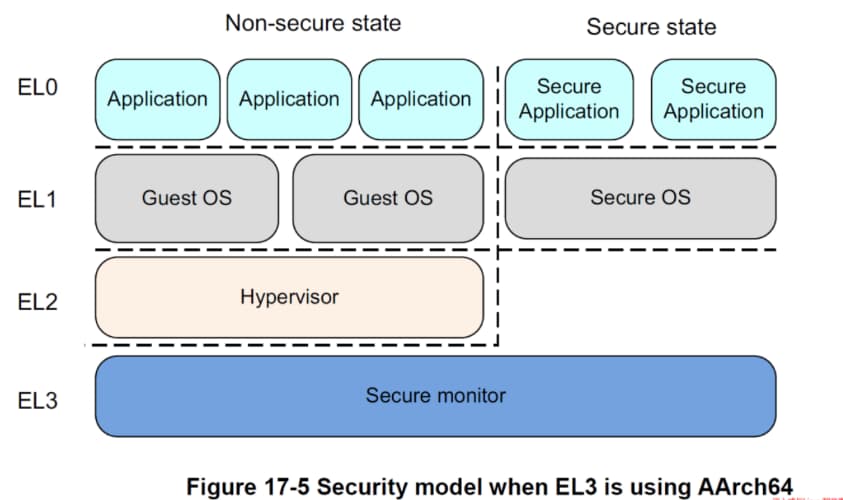 Non-secure state
Secure state
EL0
Application
Application
Application
Secure
Application
Secure
Application
EL1
Guest OS
Guest OS
Secure OS
EL2
Hypervisor
EL3
Secure monitor
Figure 17-5 Security model when EL3 is using AArch64